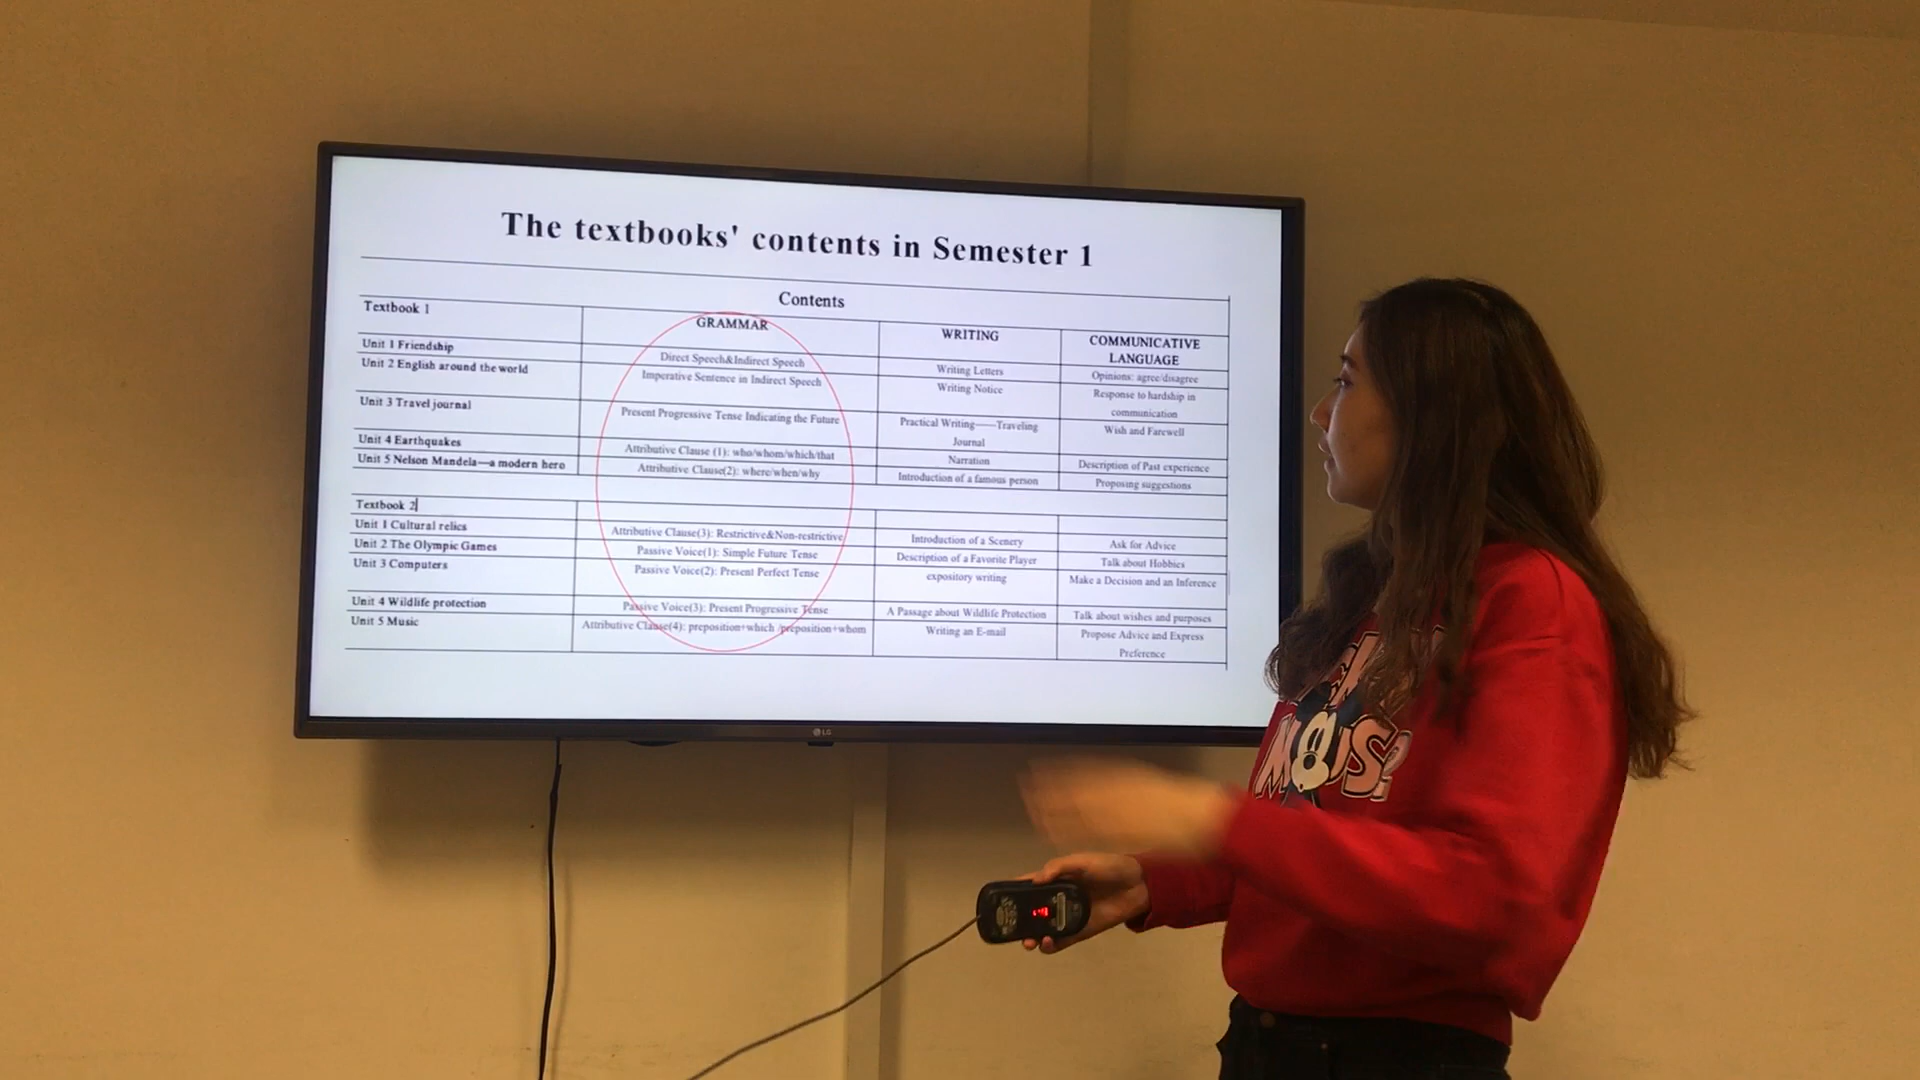 The textbooks' contents in Semester 1
Contents
Textbook 1
GRAMMAR
WRITING
COMMUNICATIVE
LANGUAGE
Unit 1 Friendship
Direct Speech&Indirect Speech
Writing Letters
Opinions: agree/disagree
Unit 2 English around the world
Imperative Sentence in Indirect Speech
Writing Notice
Response to hardship in
communication
Unit 3 Travel journal
Present Progressive Tense Indicating the Future
Practical Writing——Traveling
Journal
Wish and Farewell
Unit 4 Earthquakes
Attributive Clause (1): who/whom/which/that
Narration
Description of Past experience
Unit 5 Nelson Mandela—a modern hero
Attributive Clause(2): where/when/why
Introduction of a famous person
Proposing suggestions
Textbook 2
Unit 1 Cultural relics
Attributive Clause(3): Restrictive&Non-restrictive
Introduction of a Scenery
Ask for Advice
Unit 2 The Olympic Games
Passive Voice(1): Simple Future Tense
Description of a Favorite Player
Talk about Hobbies
Unit 3 Computers
Passive Voice(2): Present Perfect Tense
expository writing
Make a Decision and an Inference
Unit 4 Wildlife protection
Passive Voice(3): Present Progressive Tense
A Passage about Wildlife Protection
Talk about wishes and purposes
Unit 5 Music
Attributive Clause(4): preposition+which /preposition+whom
Writing an E-mail
Propose Advice and Express
Preference
LG